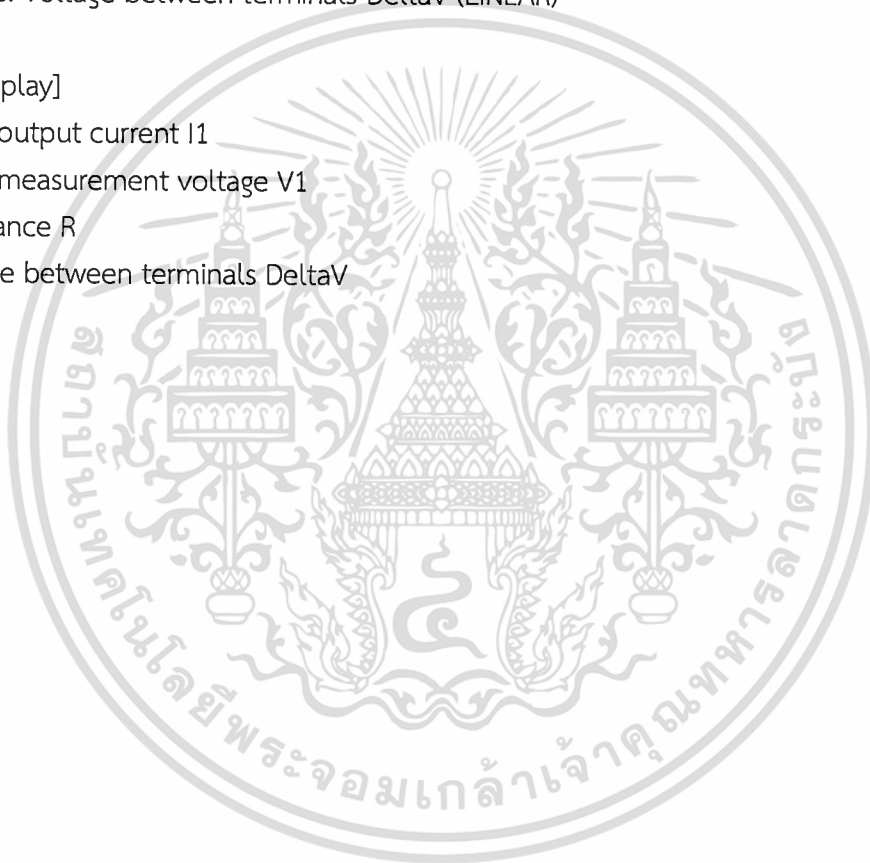 voltage between terminals DeltaV (LINEAR)
play]
output current I1
measurement voltage V1
ance R
e between terminals DeltaV
สถาบันเทคโนโลยีพระจอมเกล้าเจ้าคุณทหารลาดกระบัง